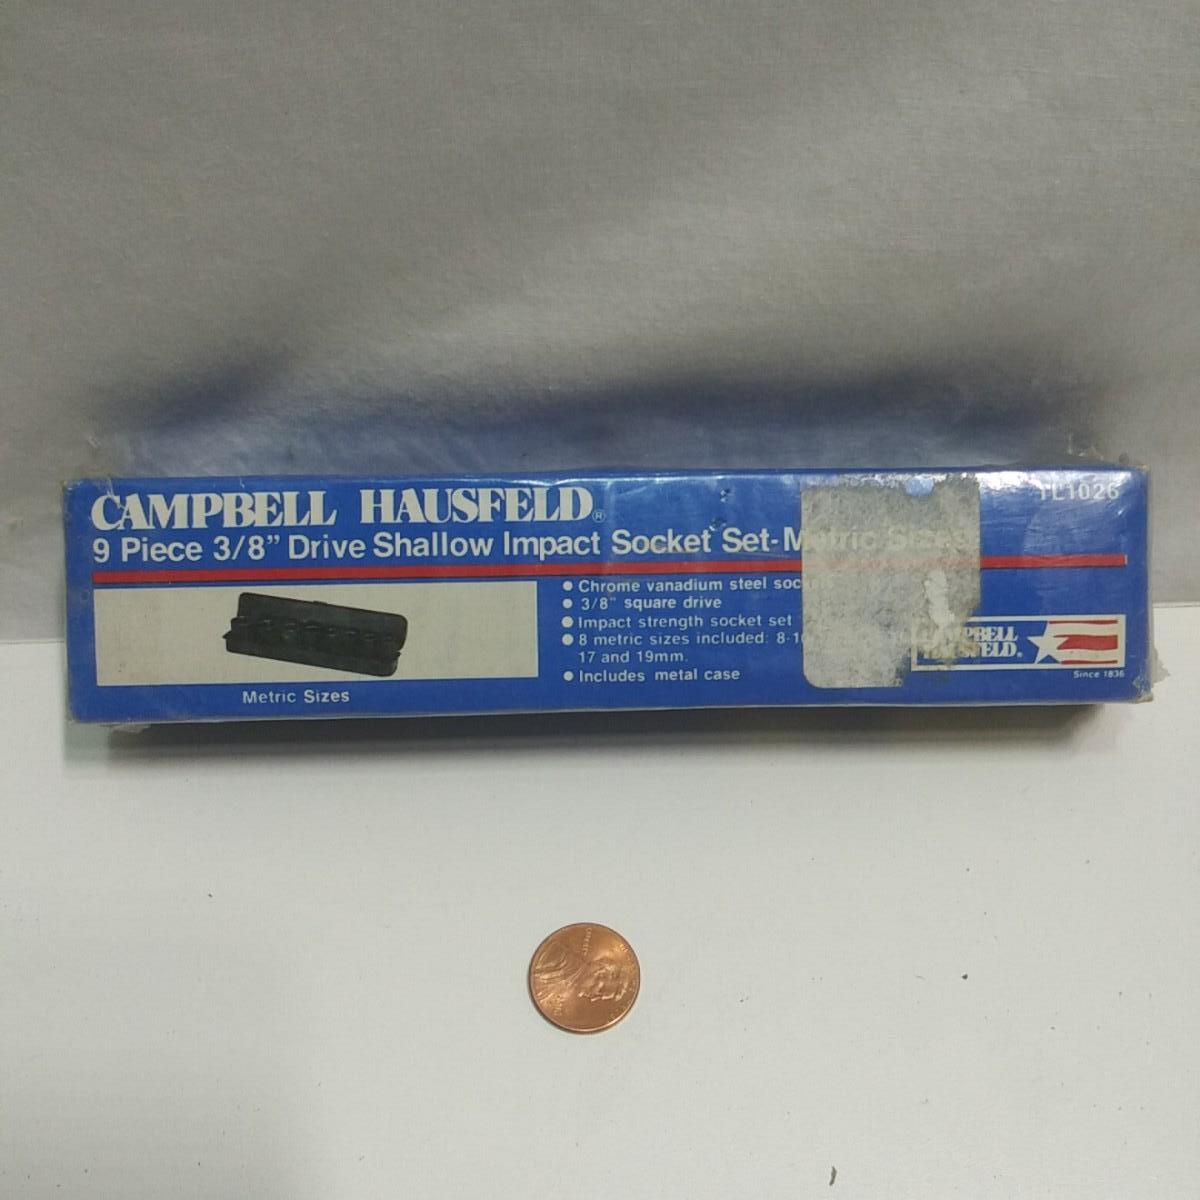 CAMPBELL HAUSFELD®
TL1026
9 Piece 3/8” Drive Shallow Impact Socket Set-Metric Sizes
● Chrome vanadium steel
● 3/8" square drive
● Impact strength socket set
● 8 metric sizes included: 8-
17 and 19mm.
● Includes metal case
Metric Sizes
CAMPBELL
HAUSFELD®
Since 1836